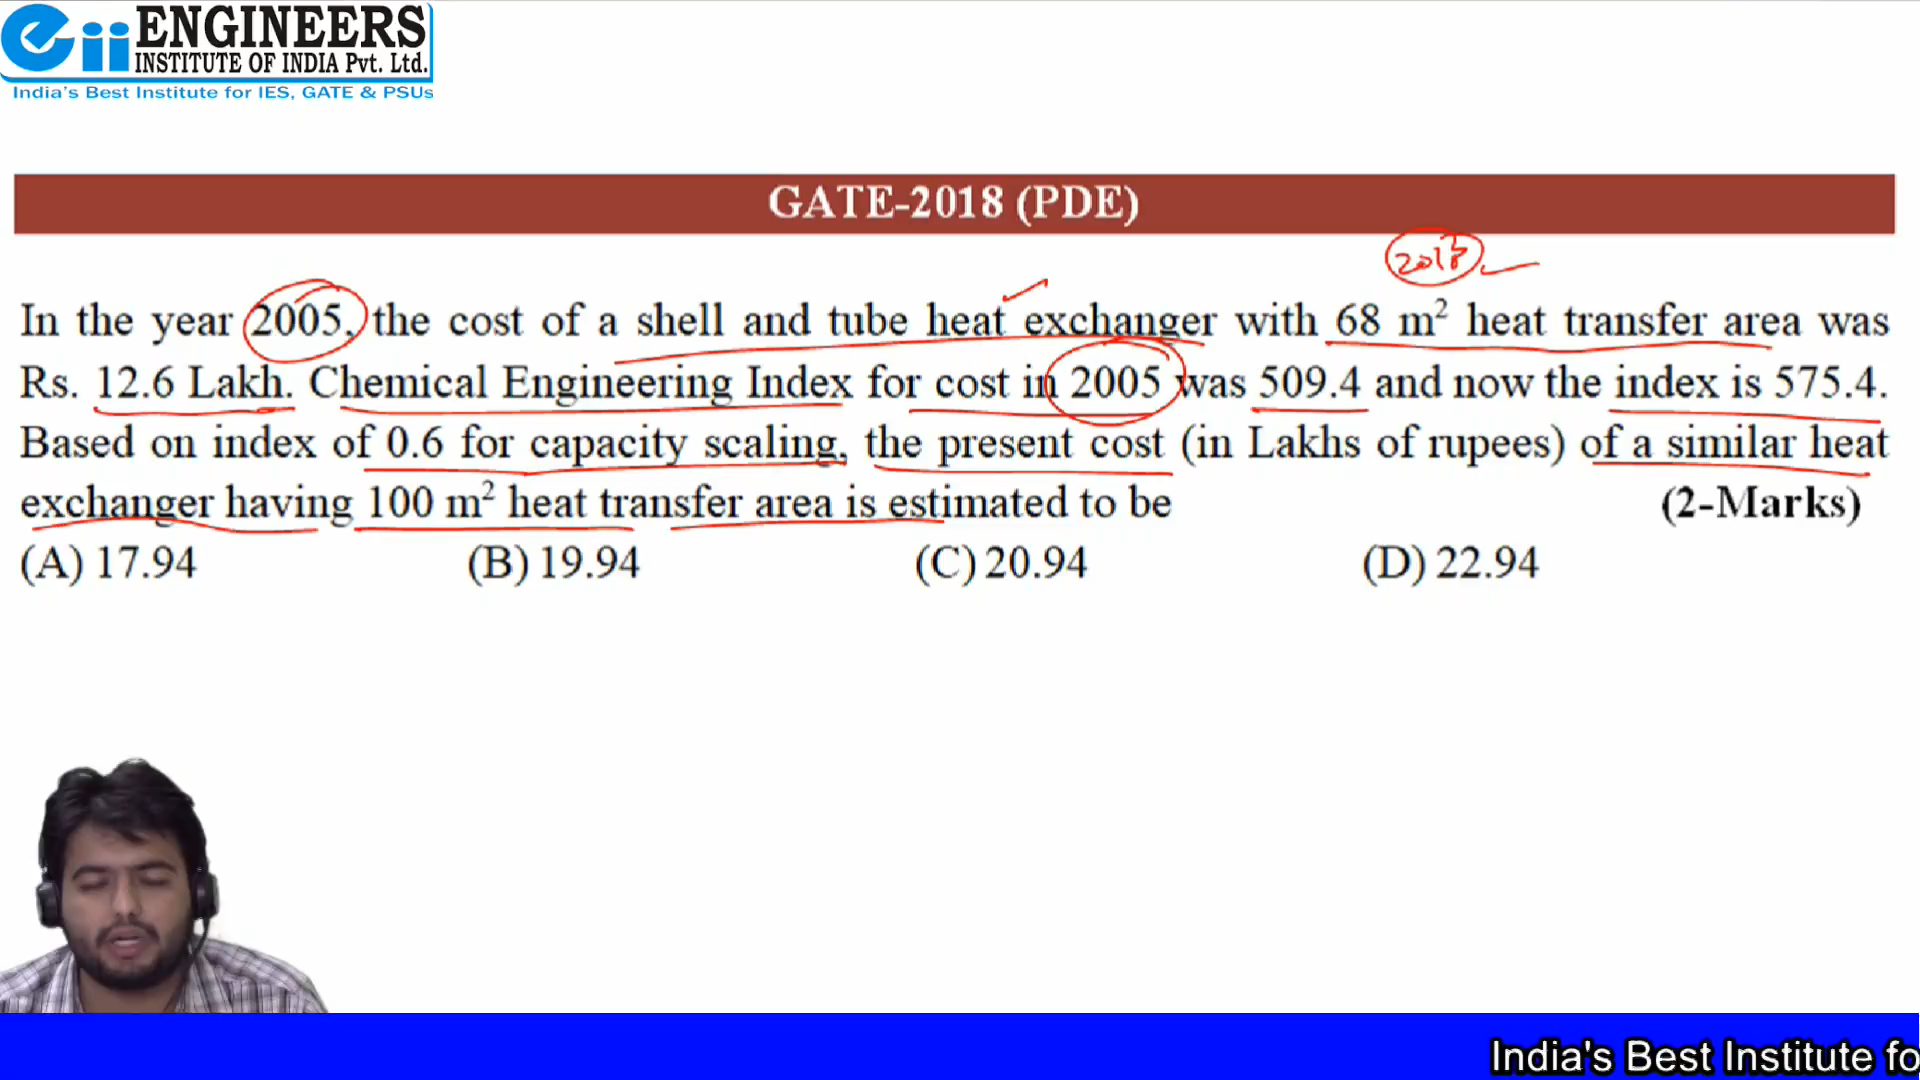 ENGINEERS
INSTITUTE OF INDIA Pvt. Ltd.
India's Best Institute for IES, GATE & PSUs
GATE-2018 (PDE)
2018
In the year 2005, the cost of a shell and tube heat exchanger with 68 m² heat transfer area was
Rs. 12.6 Lakh. Chemical Engineering Index for cost in 2005 was 509.4 and now the index is 575.4.
Based on index of 0.6 for capacity scaling, the present cost (in Lakhs of rupees) of a similar heat
exchanger having 100 m² heat transfer area is estimated to be (2-Marks)
(A) 17.94 (B) 19.94 (C) 20.94 (D) 22.94
India's Best Institute fo